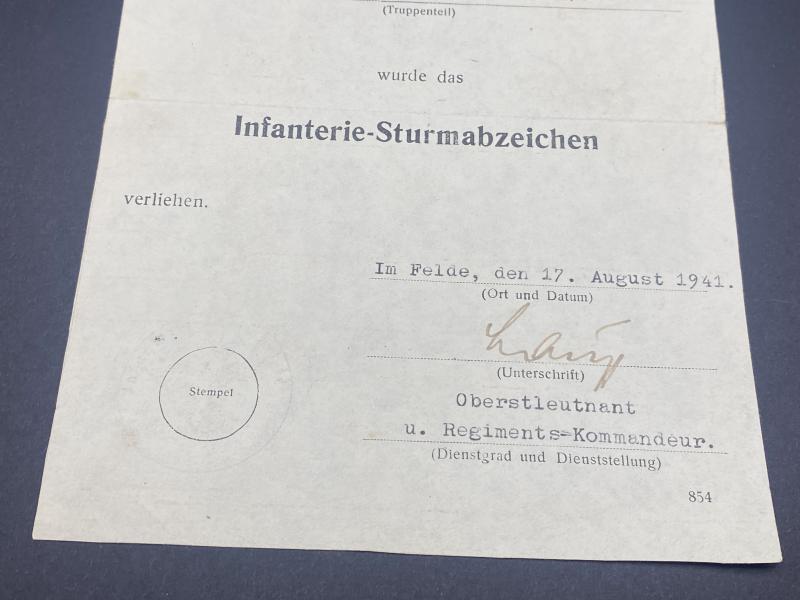 (Truppenteil)
wurde das
Infanterie-Sturmabzeichen
verliehen.
Im Felde, den 17. August 1941.
(Ort und Datum)
(Unterschrift)
Stempel
Oberstleutnant
u. Regiments-Kommandeur.
(Dienstgrad und Dienststellung)
854